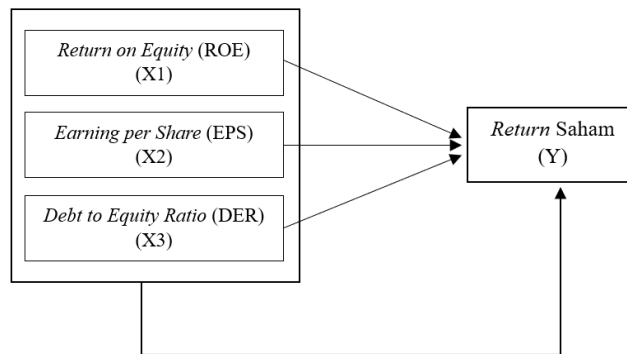 Return on Equity (ROE)
(X1)
Earning per Share (EPS)
(X2)
Debt to Equity Ratio (DER)
(X3)
Return Saham
(Y)